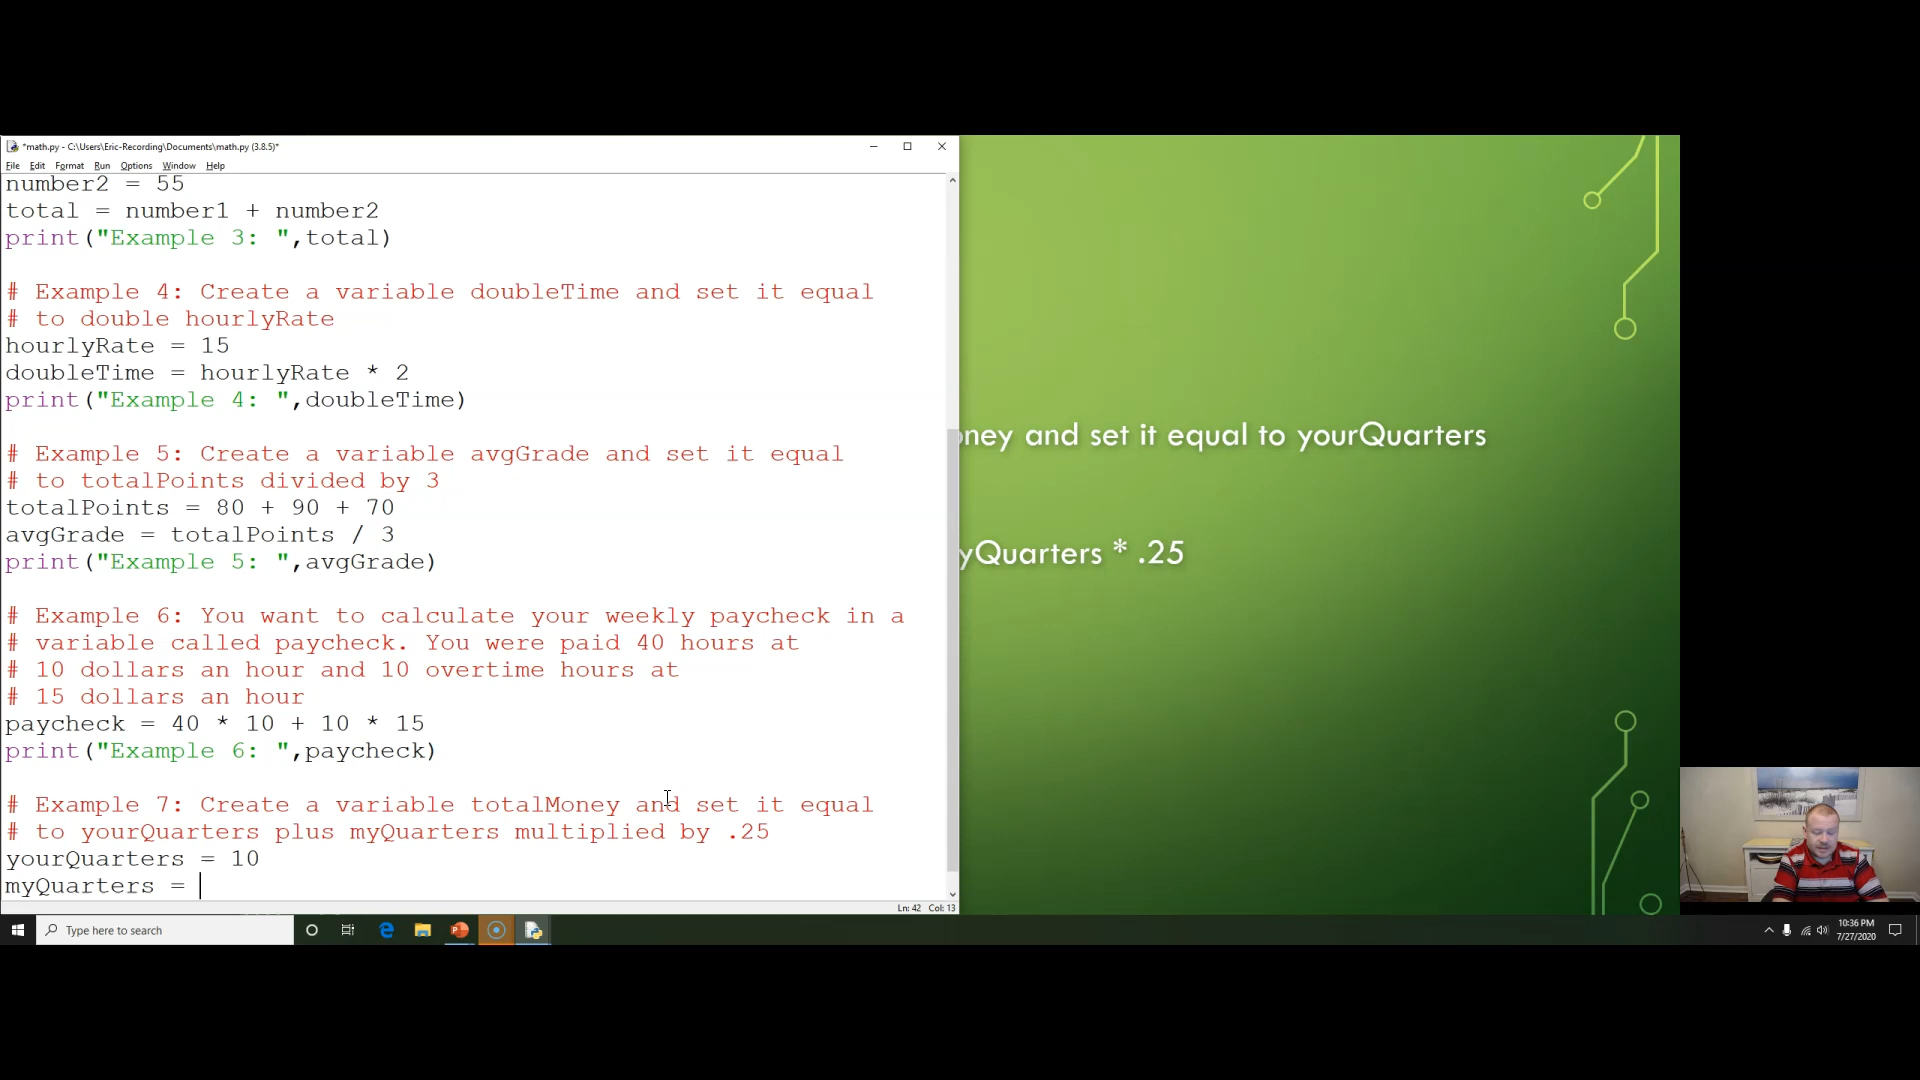 *math.py - C:\Users\Eric-Recording\Documents\math.py (3.8.5)*
File Edit Format Run Options Window Help
number2 = 55
total = number1 + number2
print("Example 3: ",total)
# Example 4: Create a variable doubleTime and set it equal
# to double hourlyRate
hourlyRate = 15
doubleTime = hourlyRate * 2
print("Example 4: ",doubleTime)
# Example 5: Create a variable avgGrade and set it equal
# to totalPoints divided by 3
totalPoints = 80 + 90 + 70
avgGrade = totalPoints / 3
print("Example 5: ",avgGrade)
# Example 6: You want to calculate your weekly paycheck in a
# variable called paycheck. You were paid 40 hours at
# 10 dollars an hour and 10 overtime hours at
# 15 dollars an hour
paycheck = 40 * 10 + 10 * 15
print("Example 6: ",paycheck)
# Example 7: Create a variable totalMoney and set it equal
# to yourQuarters plus myQuarters multiplied by .25
yourQuarters = 10
myQuarters =
Ln: 42 Col: 13
oney and set it equal to yourQuarters
yQuarters * .25
Type here to search
10:36 PM
7/27/2020